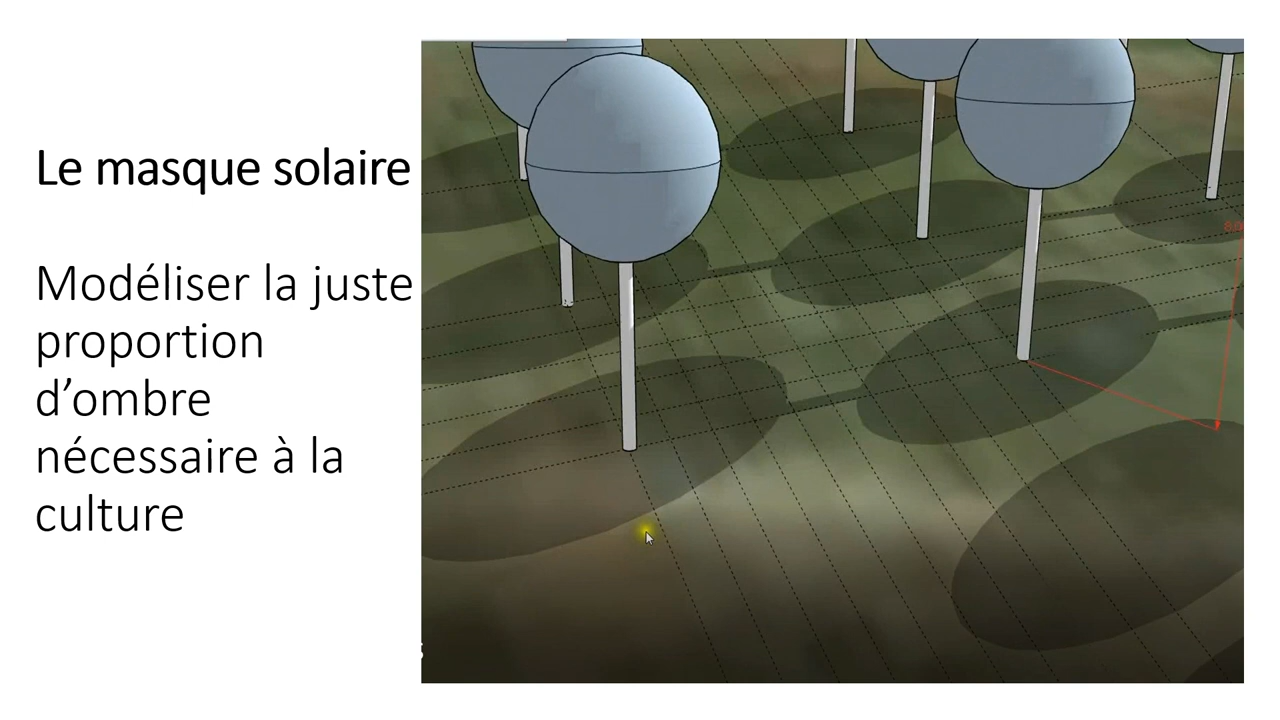 Le masque solaire
Modéliser la juste
proportion
d’ombre
nécessaire à la
culture